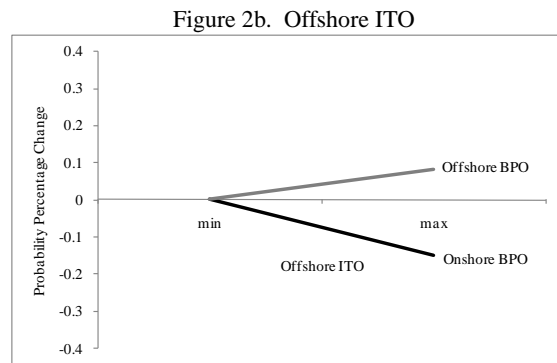 Figure 2b. Offshore ITO
Probability Percentage Change
0.4
0.3
0.2
0.1
0
-0.1
-0.2
-0.3
-0.4
Offshore BPO
min
max
Offshore ITO
Onshore BPO